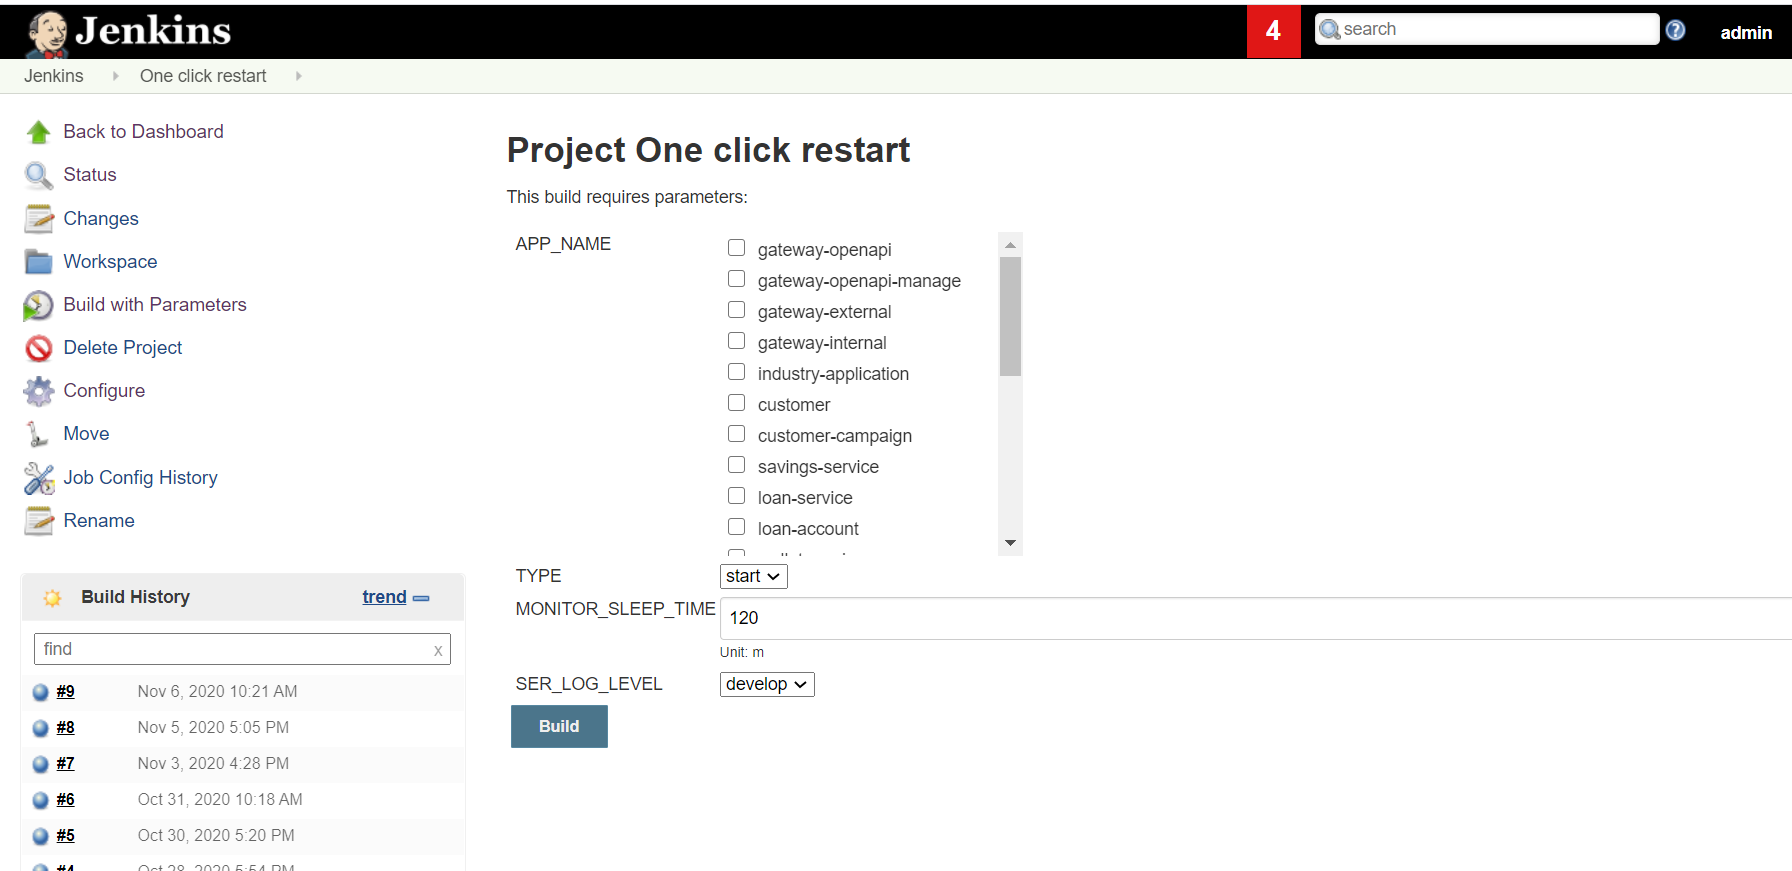 Jenkins
4
search
admin
Jenkins
One click restart
Back to Dashboard
Status
Changes
Workspace
Build with Parameters
Delete Project
Configure
Move
Job Config History
Rename
Build History
trend
find
x
#9 Nov 6, 2020 10:21 AM
#8 Nov 5, 2020 5:05 PM
#7 Nov 3, 2020 4:28 PM
#6 Oct 31, 2020 10:18 AM
#5 Oct 30, 2020 5:20 PM
#4 Oct 28, 2020 5:54 PM
Project One click restart
This build requires parameters:
APP_NAME
gateway-openapi
gateway-openapi-manage
gateway-external
gateway-internal
industry-application
customer
customer-campaign
savings-service
loan-service
loan-account
TYPE
start
MONITOR_SLEEP_TIME
120
Unit: m
SER_LOG_LEVEL
develop
Build